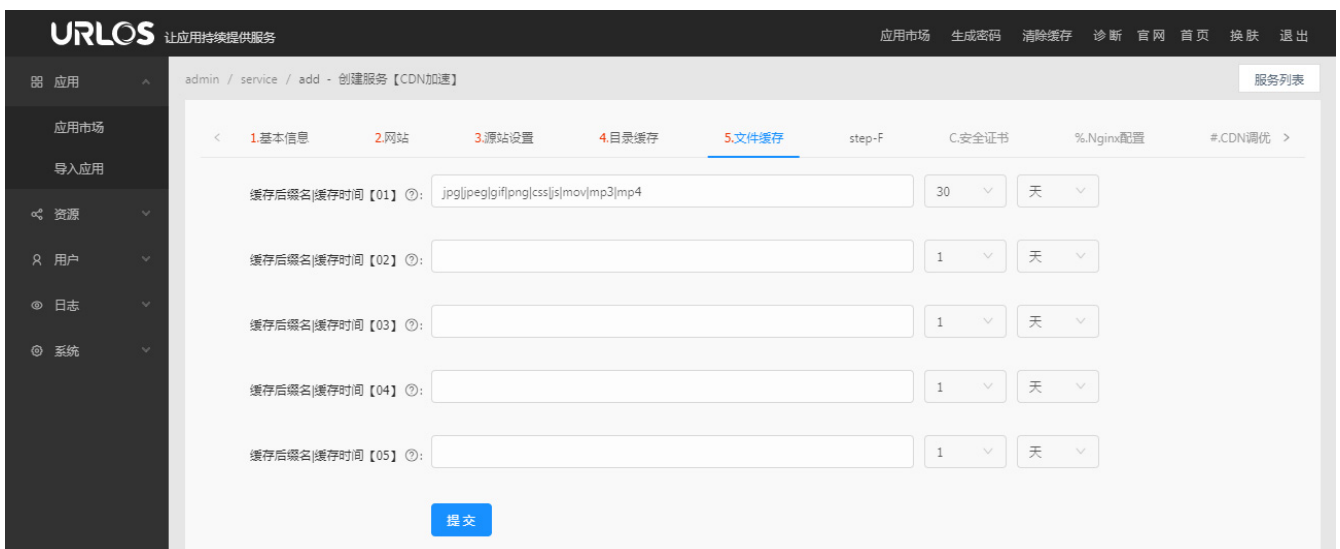 URLOS 让应用持续提供服务
应用市场 生成密码 清除缓存 诊断 官网 首页 换肤 退出
应用
admin / service / add - 创建服务【CDN加速】
服务列表
应用市场
导入应用
资源
用户
日志
系统
1.基本信息 2.网站 3.源站设置 4.目录缓存 5.文件缓存 step-F C.安全证书 %.Nginx配置 #.CDN调优
缓存后缀名|缓存时间【01】 ?: jpg|jpeg|gif|png|css|js|mov|mp3|mp4 30 天
缓存后缀名|缓存时间【02】 ?: 1 天
缓存后缀名|缓存时间【03】 ?: 1 天
缓存后缀名|缓存时间【04】 ?: 1 天
缓存后缀名|缓存时间【05】 ?: 1 天
提交